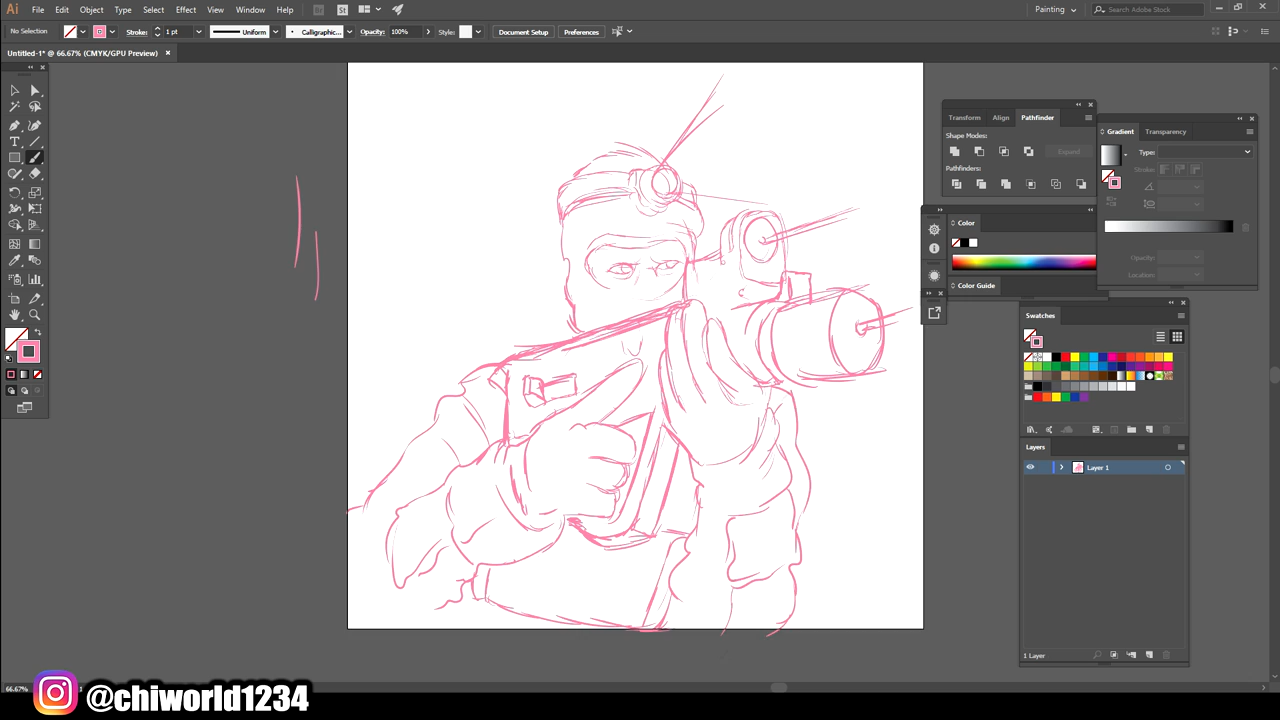 Ai File Edit Object Type Select Effect View Window Help Br St Painting Search Adobe Stock
No Selection Stroke: 1 pt Uniform Calligraphic... Opacity: 100% Style: Document Setup Preferences
Untitled-1* @ 66.67% (CMYK/GPU Preview)
Transform Align Pathfinder
Shape Modes:
Expand
Pathfinders:
Gradient Transparency
Type:
Stroke:
Opacity:
Location:
Color
Color Guide
Swatches
Layers
Layer 1
1 Layer
66.67%
@chiworld1234